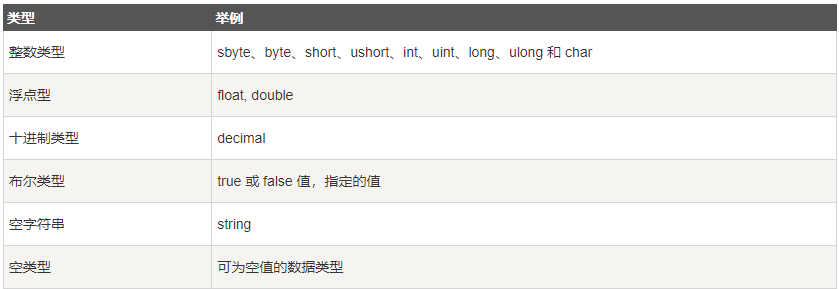 类型 举例
整数类型 sbyte、byte、short、ushort、int、uint、long、ulong 和 char
浮点型 float, double
十进制类型 decimal
布尔类型 true 或 false 值，指定的值
空字符串 string
空类型 可为空值的数据类型